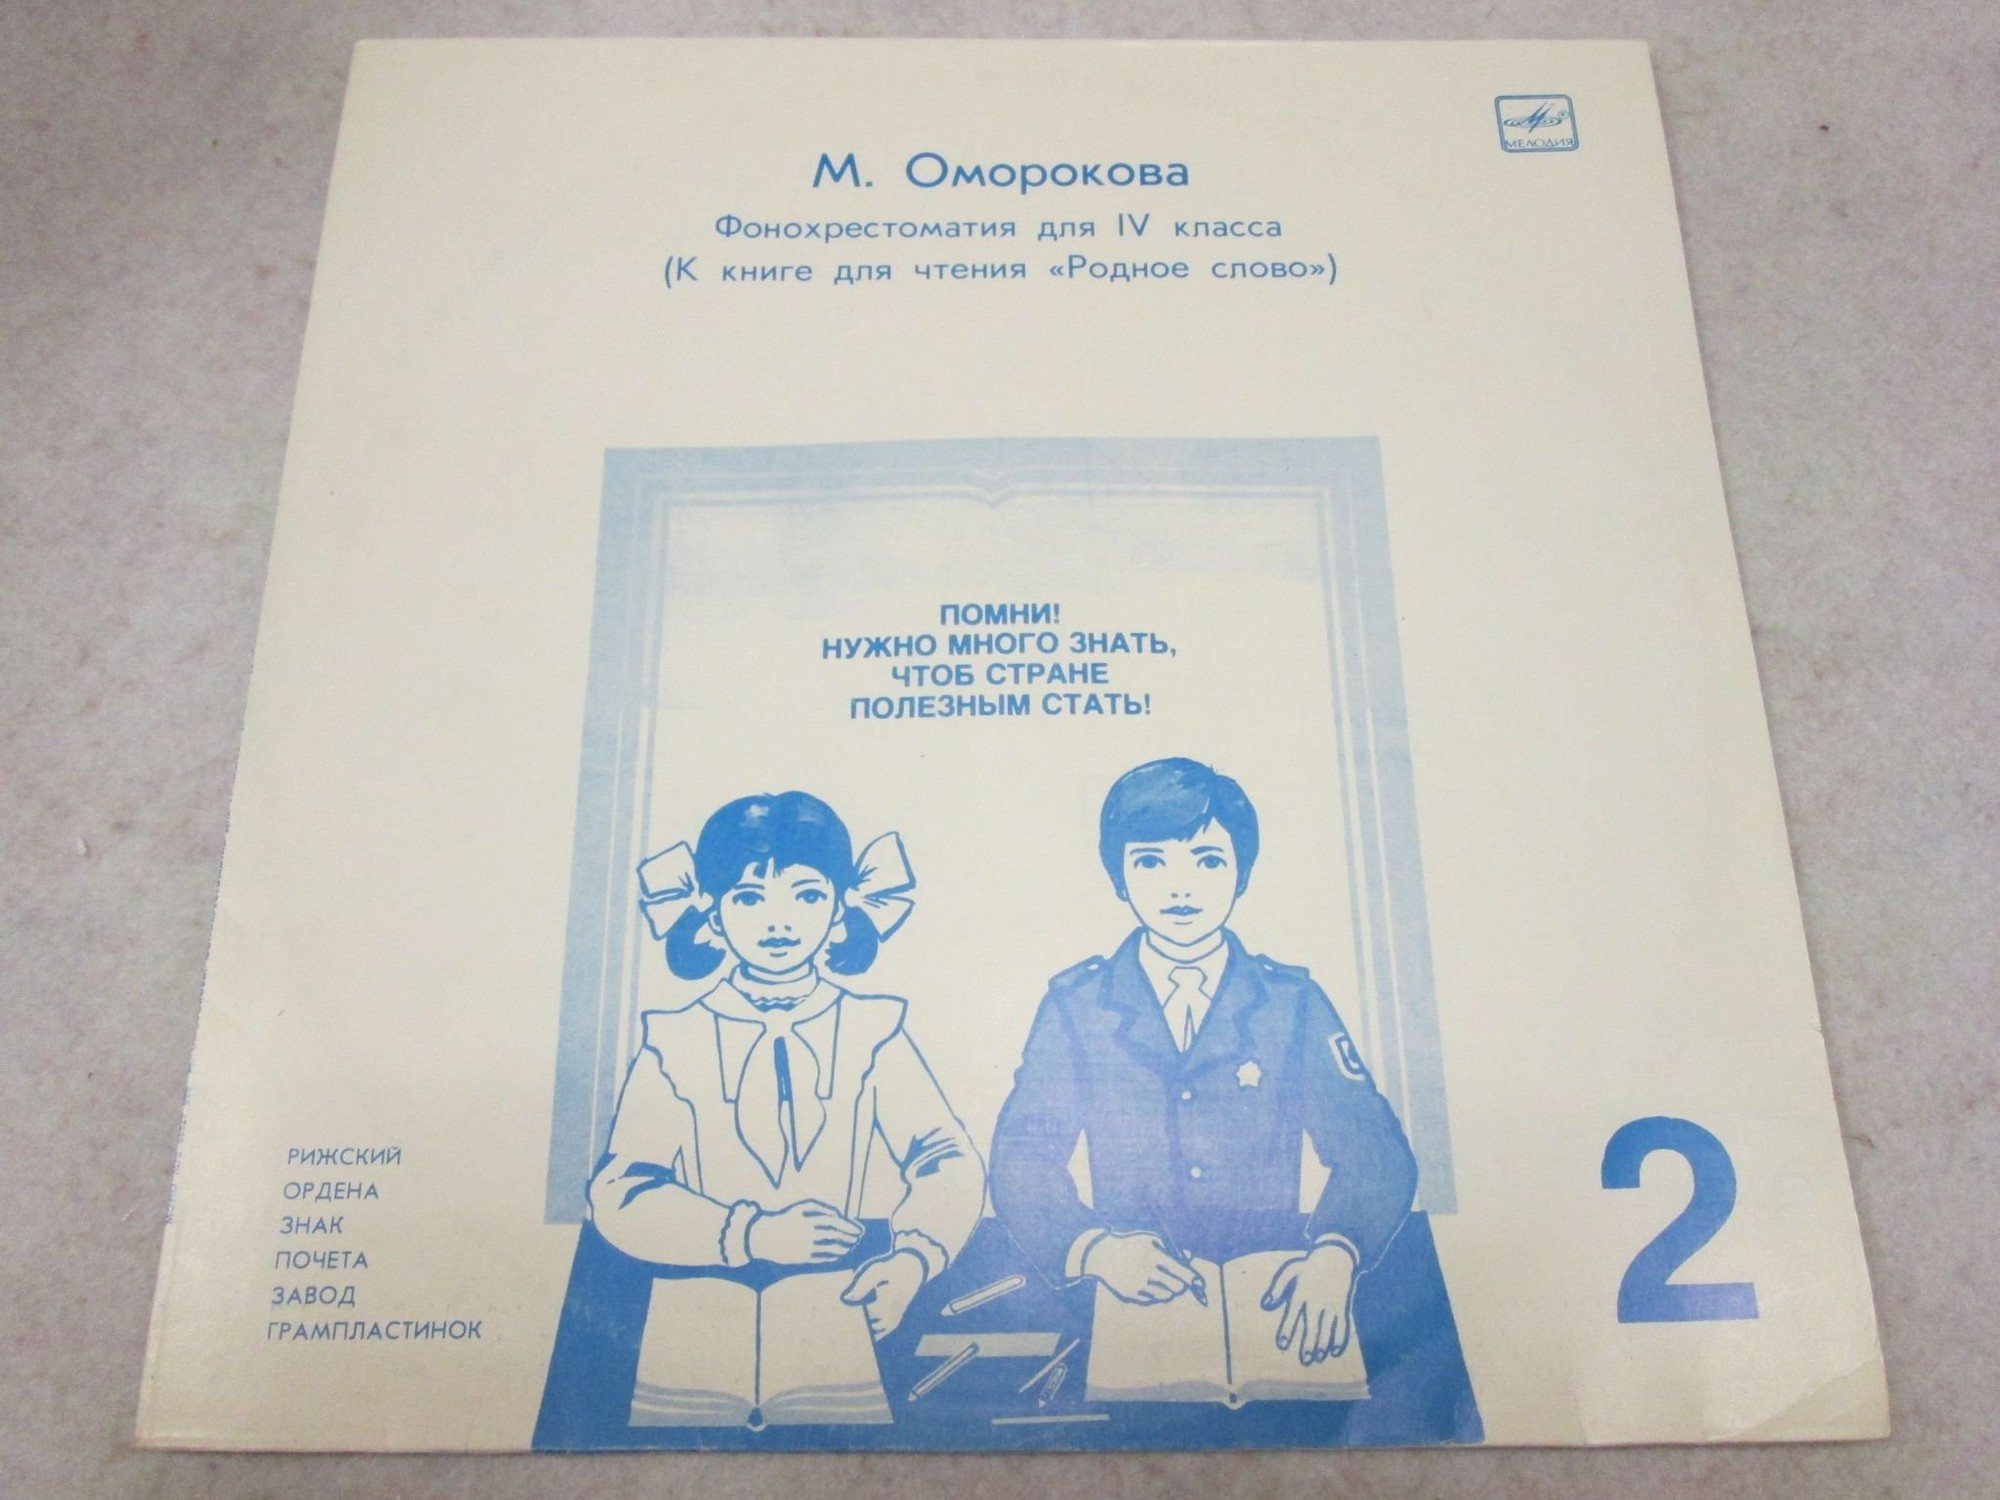 МЕЛОДИЯ
М. Оморокова
Фонохрестоматия для IV класса
(К книге для чтения «Родное слово»)
ПОМНИ!
НУЖНО МНОГО ЗНАТЬ,
ЧТОБ СТРАНЕ
ПОЛЕЗНЫМ СТАТЬ!
РИЖСКИЙ
ОРДЕНА
ЗНАК
ПОЧЕТА
ЗАВОД
ГРАМПЛАСТИНОК
2